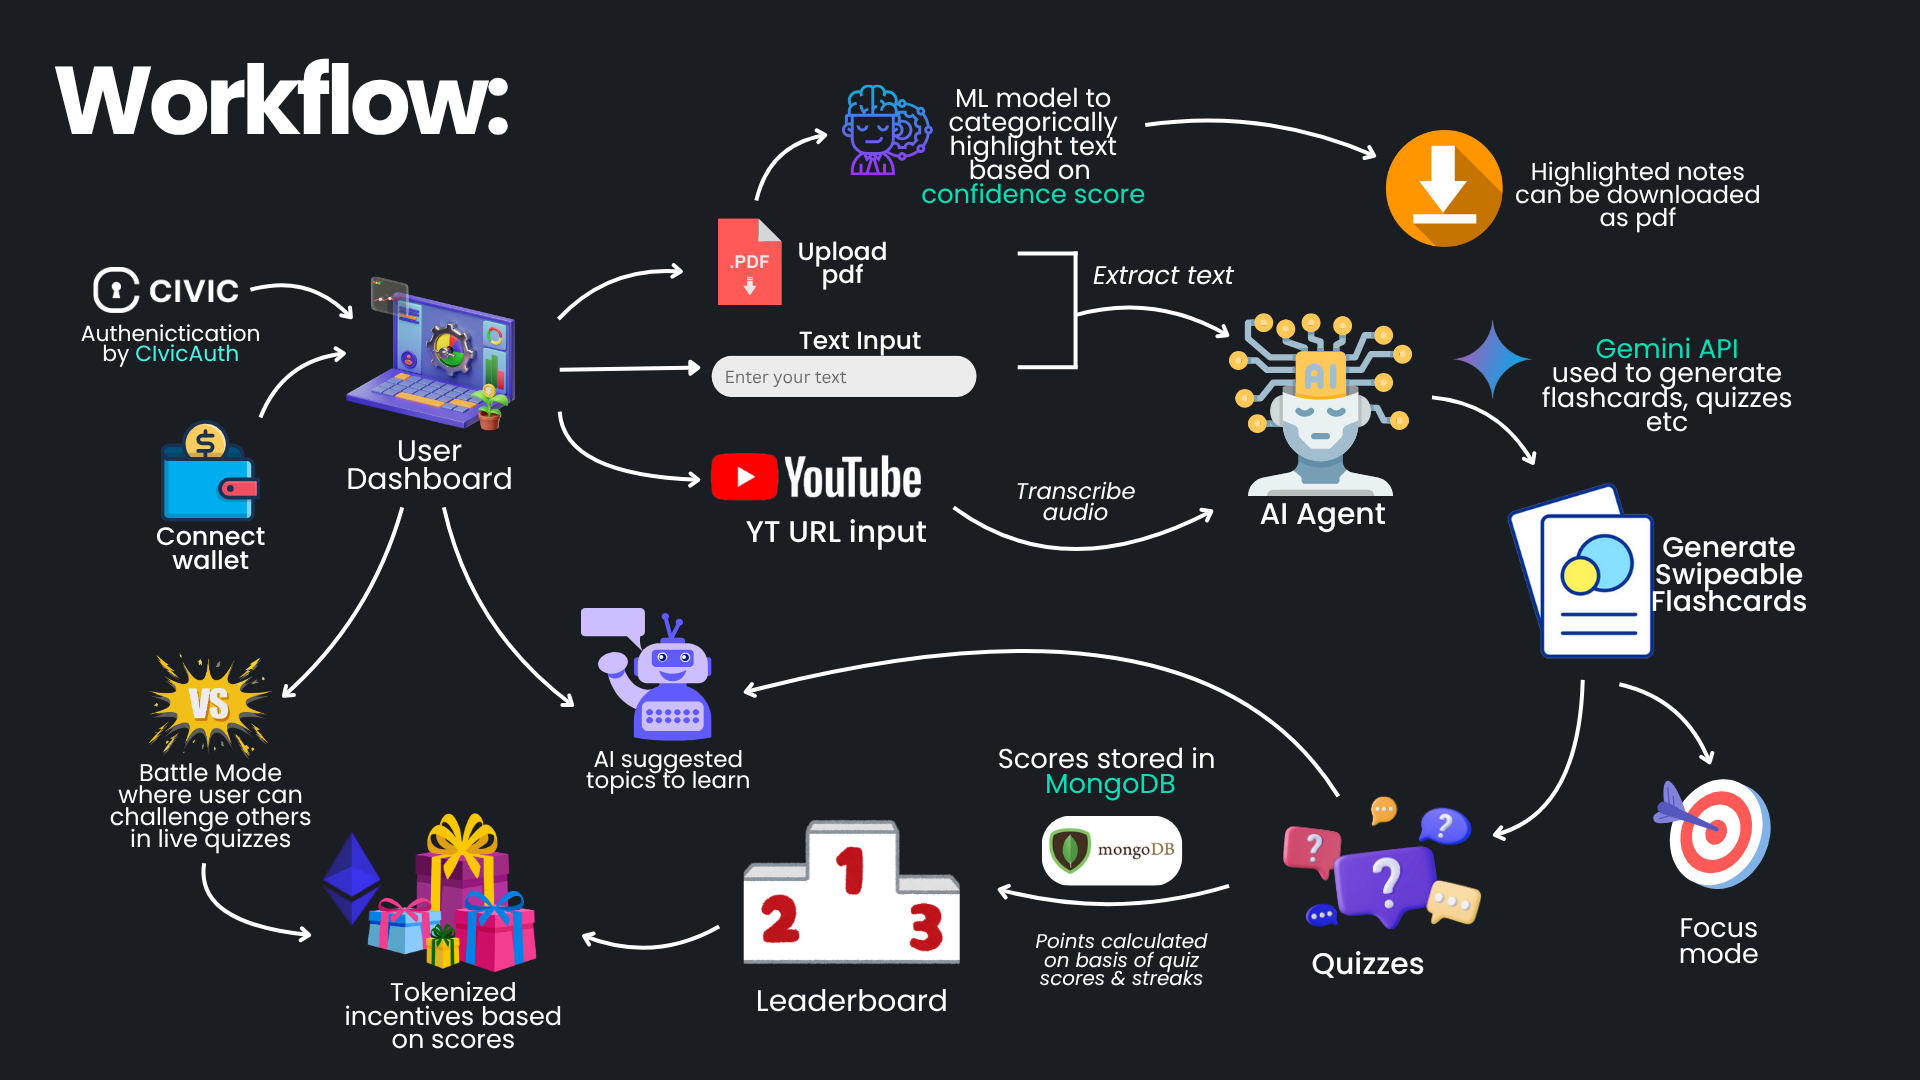 Workflow:
ML model to
categorically
highlight text
based on
confidence score
Highlighted notes
can be downloaded
as pdf
CIVIC
Authenictication
by CIvicAuth
.PDF
Upload
pdf
Extract text
Text Input
Enter your text
AI
Gemini API
used to generate
flashcards, quizzes
etc
User
Dashboard
Connect
wallet
YouTube
YT URL input
Transcribe
audio
AI Agent
Generate
Swipeable
Flashcards
VS
Battle Mode
where user can
challenge others
in live quizzes
AI suggested
topics to learn
Scores stored in
MongoDB
mongoDB
1
2
3
Leaderboard
Points calculated
on basis of quiz
scores & streaks
? ? ?
Quizzes
Focus
mode
Tokenized
incentives based
on scores